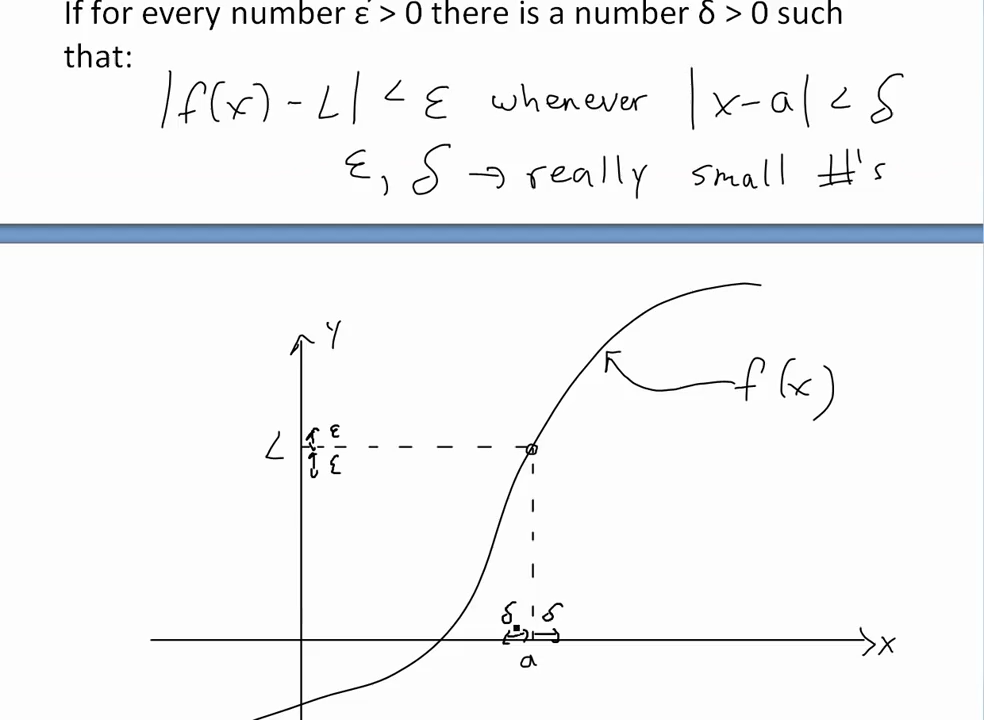 If for every number ε > 0 there is a number δ > 0 such
that:
|f(x) - L| < ε whenever |x-a| < δ
ε, δ → really small #'s
Y
f(x)
L
ε
ε
δ δ
x
a